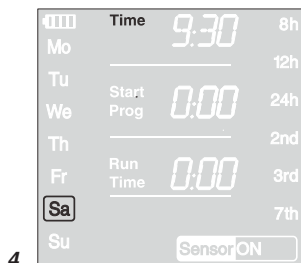 Time 9:30 8h
Mo
12h
Tu
Start Prog 0:00 24h
We
2nd
Th
Run Time 0:00 3rd
Fr
Sa 7th
Su
Sensor ON
4